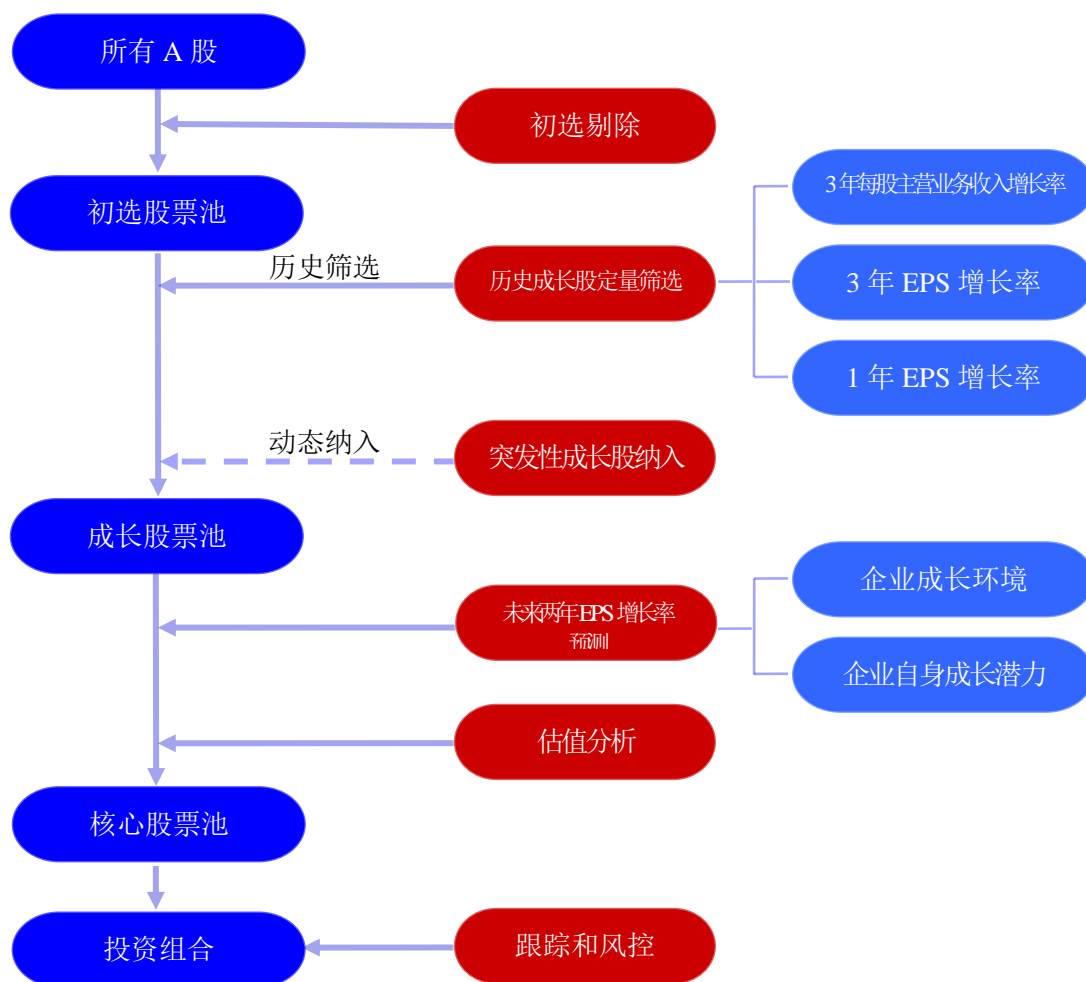 所有 A 股
初选剔除
3 年每股主营业务收入增长率
初选股票池
历史筛选
历史成长股定量筛选
3 年 EPS 增长率
1 年 EPS 增长率
动态纳入
突发性成长股纳入
成长股票池
企业成长环境
未来两年 EPS 增长率
预测
企业自身成长潜力
估值分析
核心股票池
投资组合
跟踪和风控